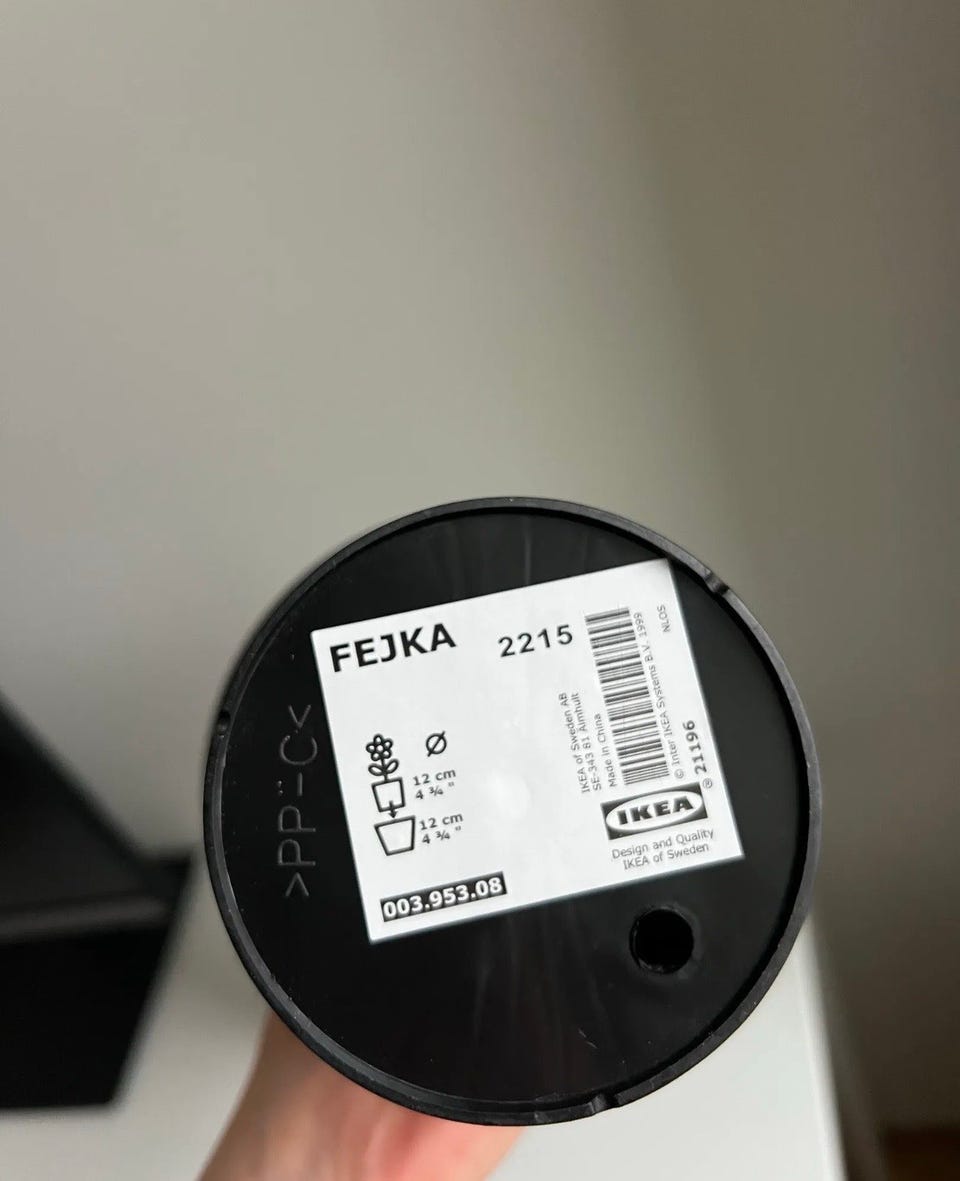 FEJKA
2215
Ø
12 cm
4 ¾ "
12 cm
4 ¾ "
003.953.08
IKEA of Sweden AB
SE-343 81 Älmhult
Made in China
© Inter IKEA Systems B.V. 1999
NLOS
21196
IKEA®
Design and Quality
IKEA of Sweden
>PP-C<